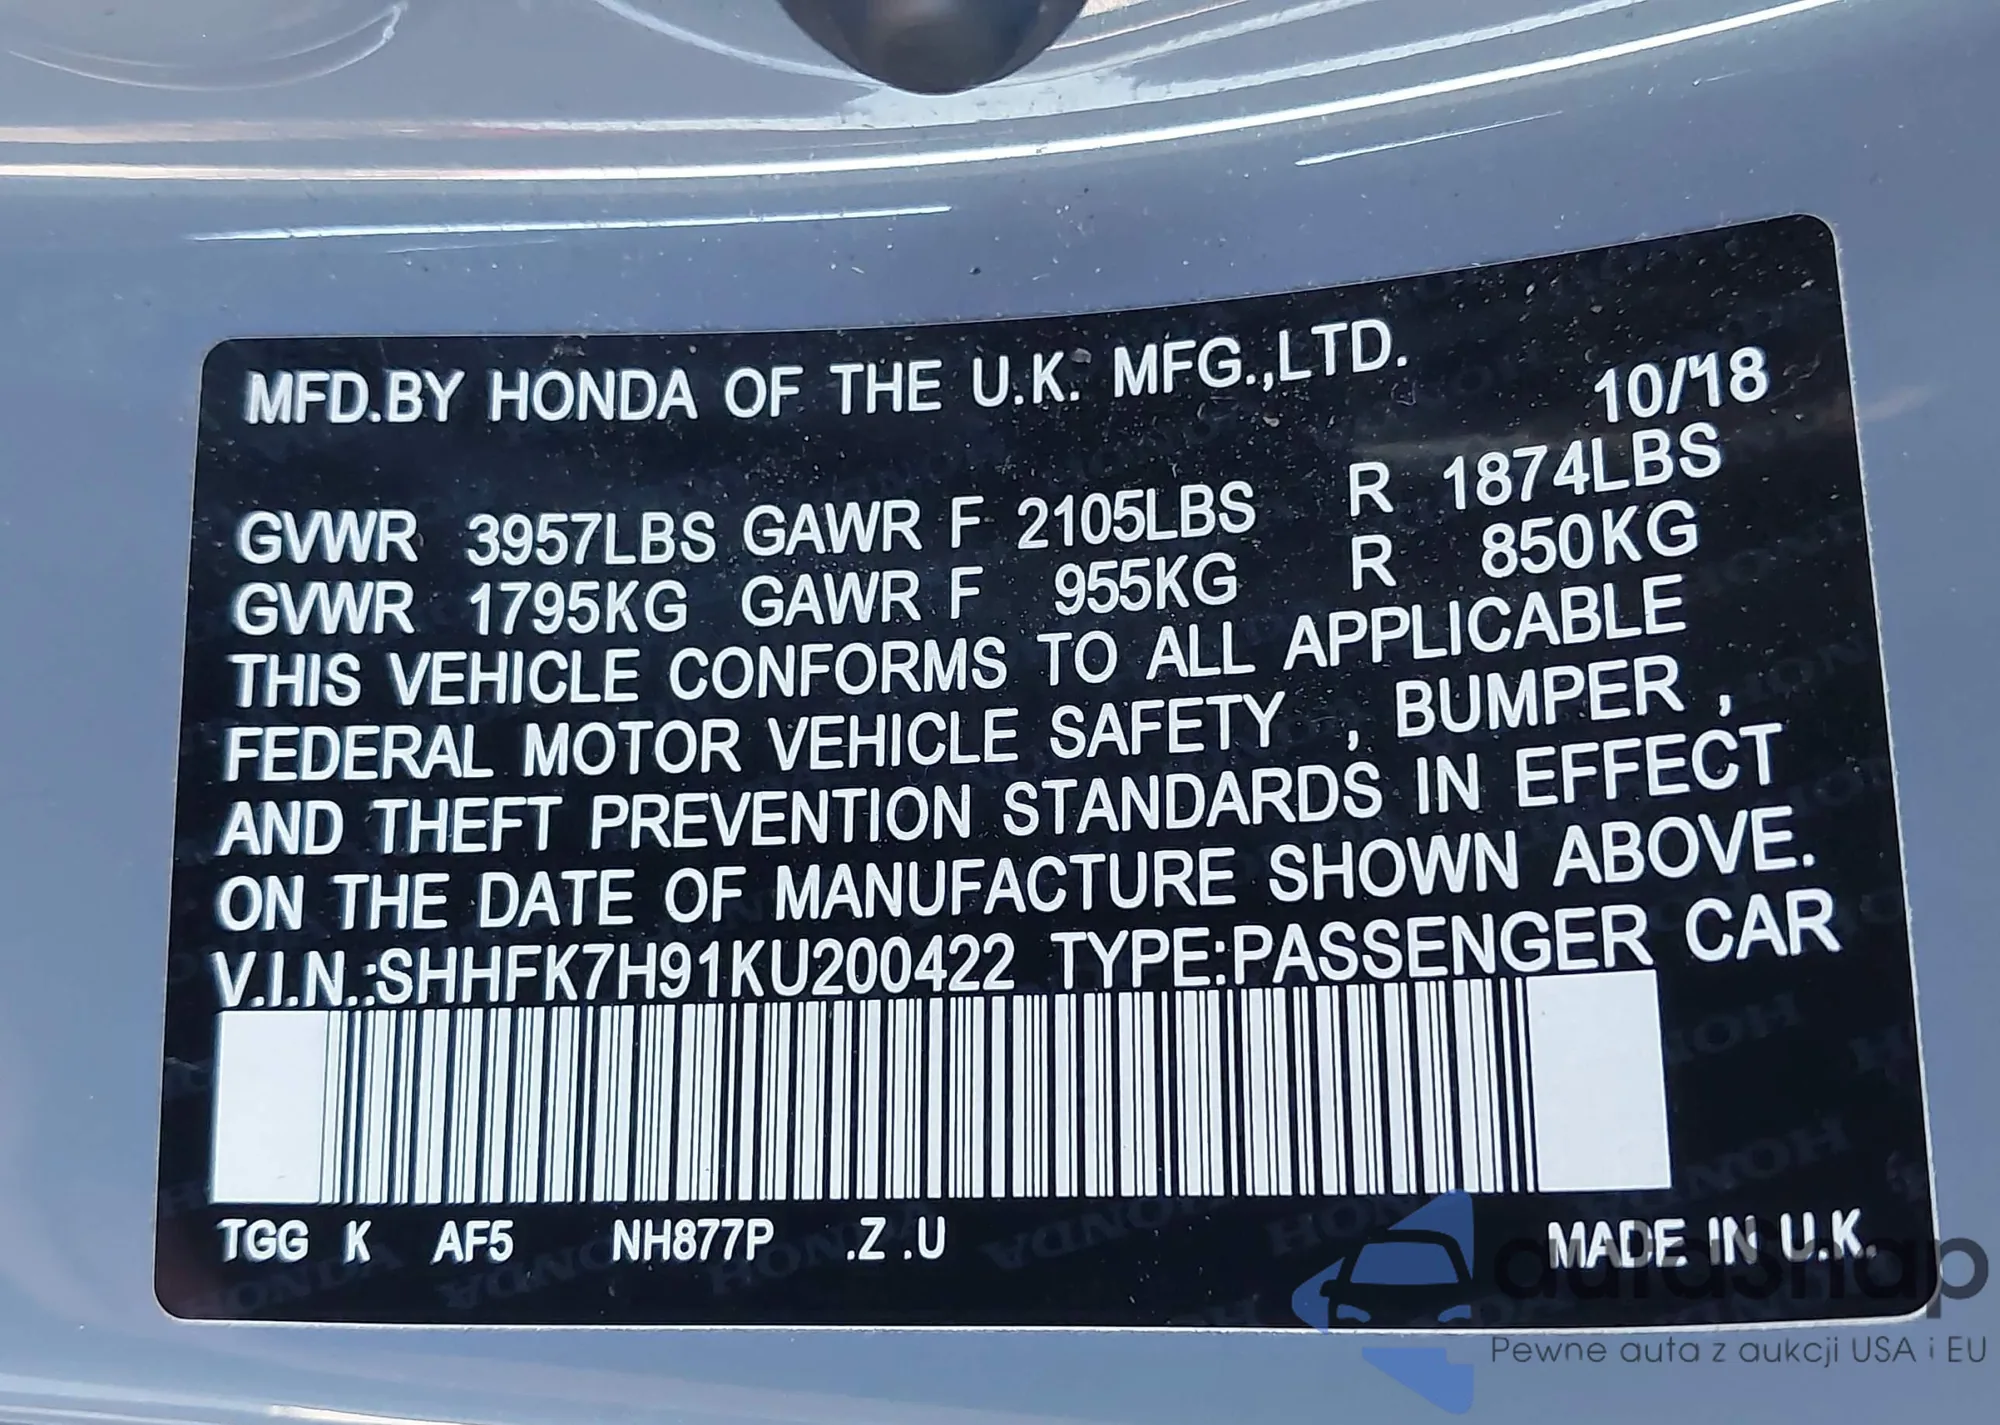 MFD.BY HONDA OF THE U.K. MFG.,LTD.
10/'18
GVWR 3957LBS GAWR F 2105LBS R 1874LBS
GVWR 1795KG GAWR F 955KG R 850KG
THIS VEHICLE CONFORMS TO ALL APPLICABLE
FEDERAL MOTOR VEHICLE SAFETY , BUMPER ,
AND THEFT PREVENTION STANDARDS IN EFFECT
ON THE DATE OF MANUFACTURE SHOWN ABOVE.
V.I.N.:SHHFK7H91KU200422 TYPE:PASSENGER CAR
TGG K AF5 NH877P .Z .U MADE IN U.K.
autaSnap
Pewne auta z aukcji USA i EU